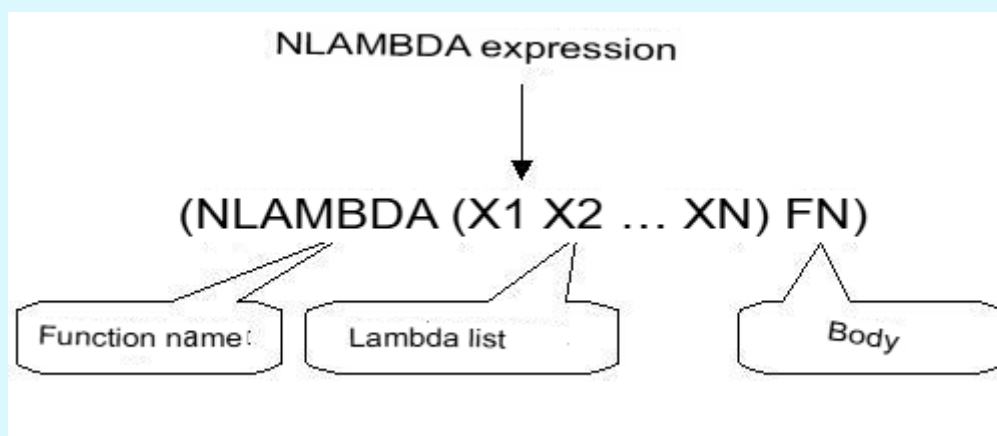 NLAMBDA expression
(NLAMBDA (X1 X2 ... XN) FN)
Function name
Lambda list
Body